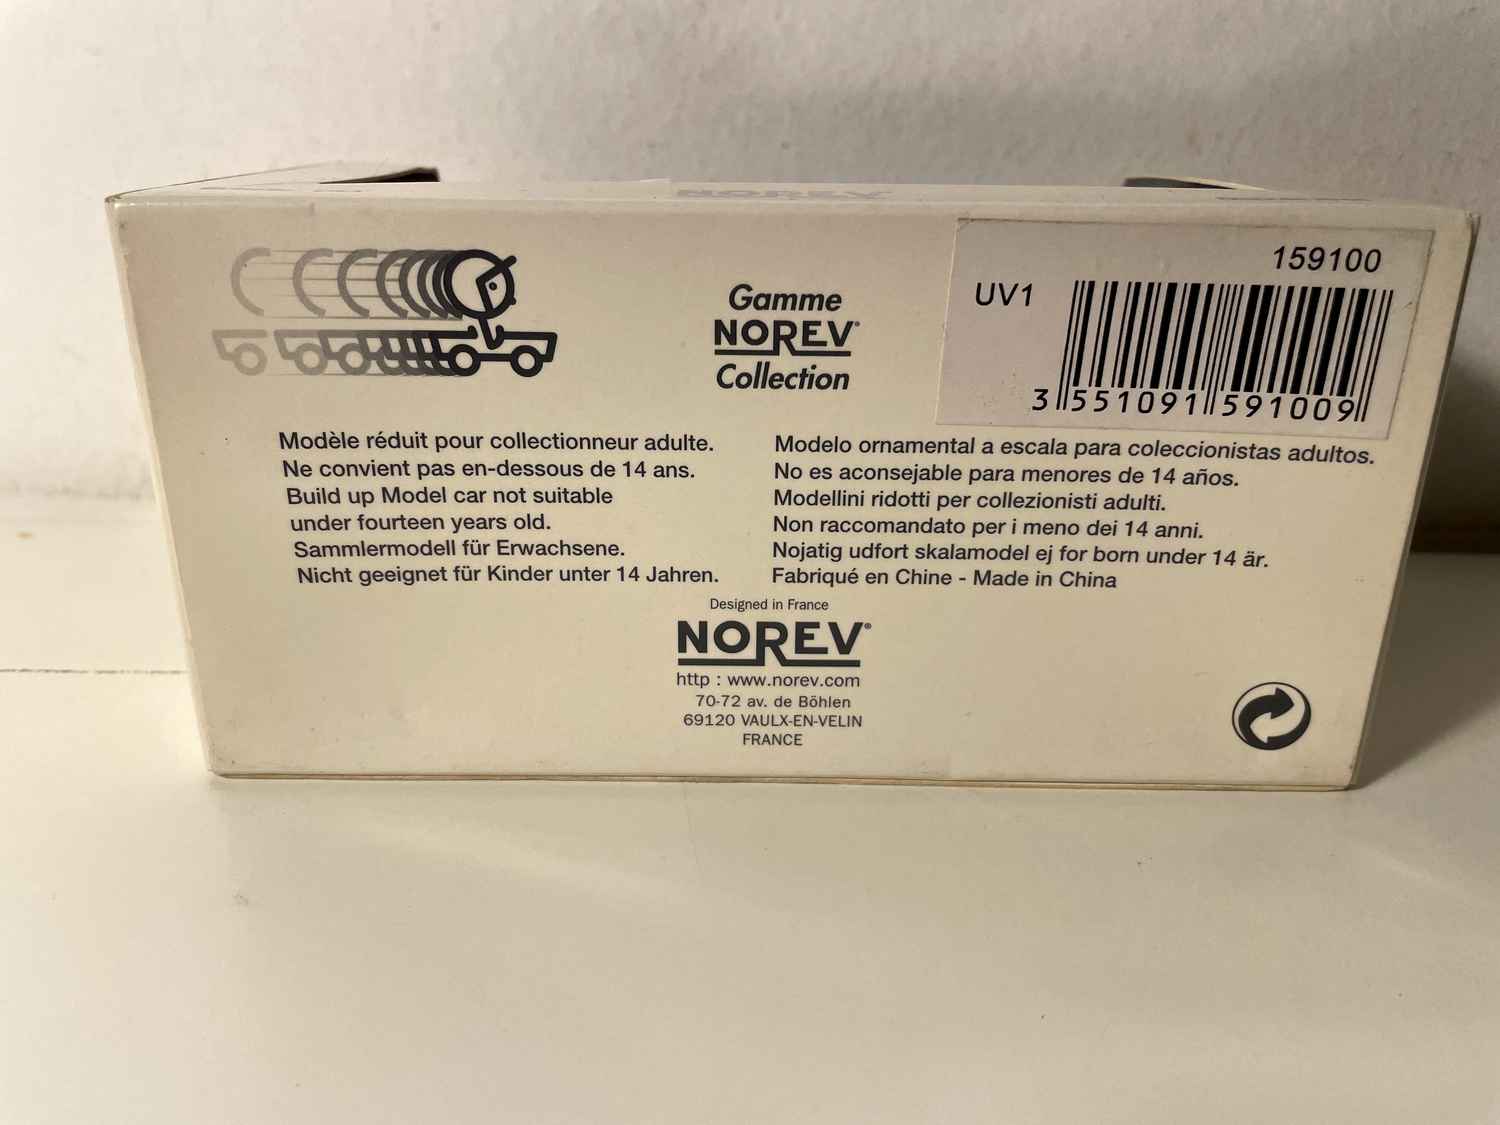 NOREV
Gamme
NOREV®
Collection
159100
UV1
3 551091 591009
Modèle réduit pour collectionneur adulte.
Ne convient pas en-dessous de 14 ans.
Build up Model car not suitable
under fourteen years old.
Sammlermodell für Erwachsene.
Nicht geeignet für Kinder unter 14 Jahren.
Modelo ornamental a escala para coleccionistas adultos.
No es aconsejable para menores de 14 años.
Modellini ridotti per collezionisti adulti.
Non raccomandato per i meno dei 14 anni.
Nojatig udfort skalamodel ej for born under 14 är.
Fabriqué en Chine - Made in China
Designed in France
NOREV®
http : www.norev.com
70-72 av. de Böhlen
69120 VAULX-EN-VELIN
FRANCE